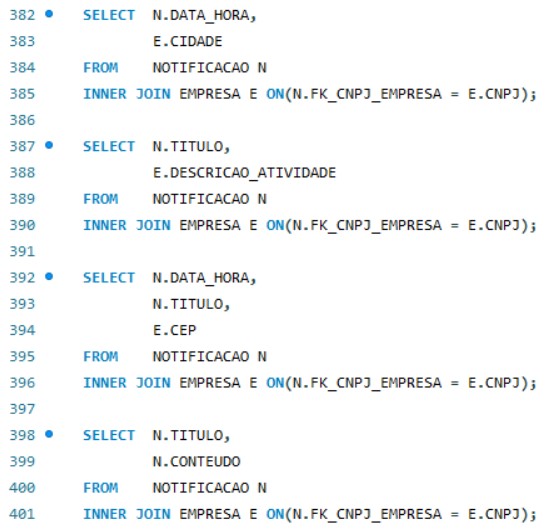 382 SELECT N.DATA_HORA,
383 E.CIDADE
384 FROM NOTIFICACAO N
385 INNER JOIN EMPRESA E ON(N.FK_CNPJ_EMPRESA = E.CNPJ);
386
387 SELECT N.TITULO,
388 E.DESCRICAO_ATIVIDADE
389 FROM NOTIFICACAO N
390 INNER JOIN EMPRESA E ON(N.FK_CNPJ_EMPRESA = E.CNPJ);
391
392 SELECT N.DATA_HORA,
393 N.TITULO,
394 E.CEP
395 FROM NOTIFICACAO N
396 INNER JOIN EMPRESA E ON(N.FK_CNPJ_EMPRESA = E.CNPJ);
397
398 SELECT N.TITULO,
399 N.CONTEUDO
400 FROM NOTIFICACAO N
401 INNER JOIN EMPRESA E ON(N.FK_CNPJ_EMPRESA = E.CNPJ);